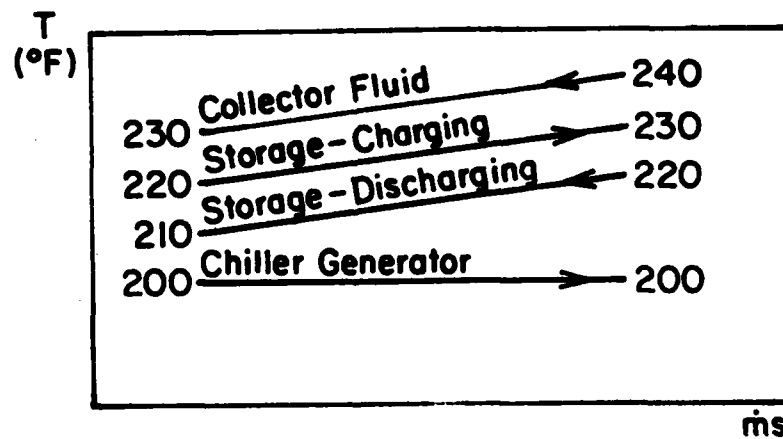 T
(°F)
Collector Fluid
240
230
Storage-Charging
230
220
Storage-Discharging
220
210
Chiller Generator
200
200
ṁs